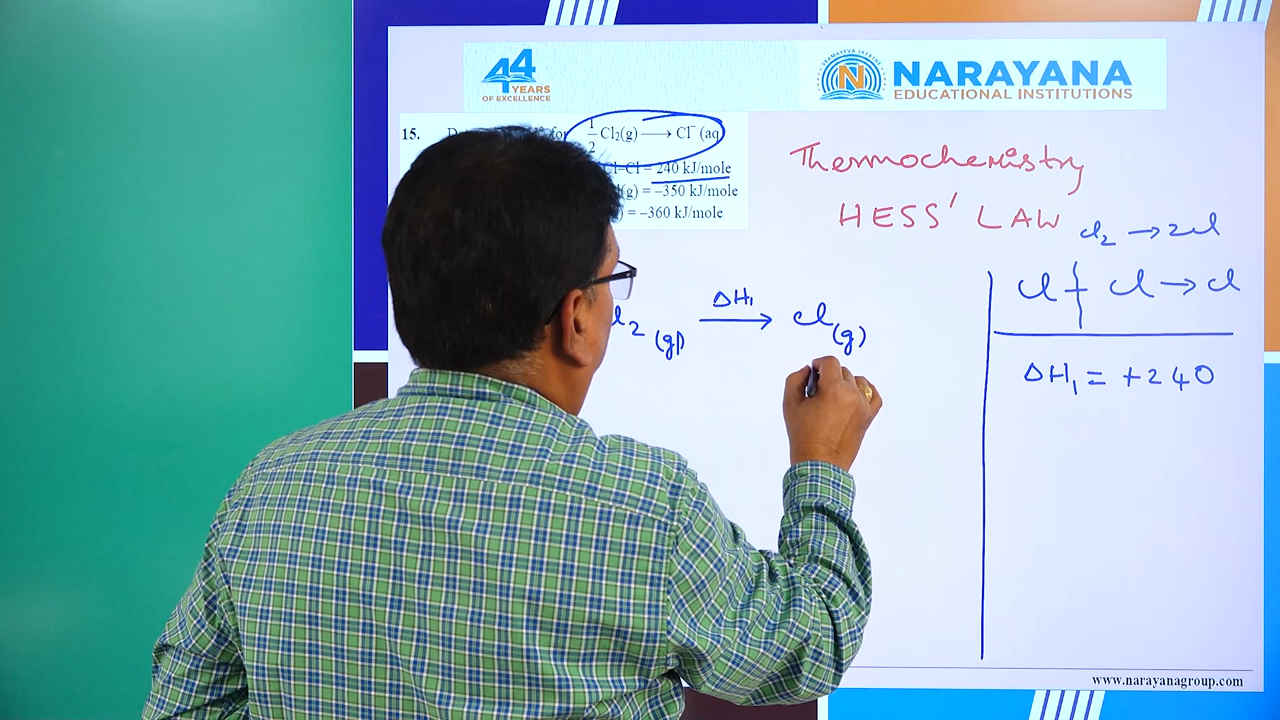 44
YEARS
OF EXCELLENCE
NARAYANA
EDUCATIONAL INSTITUTIONS
15. for 1/2 Cl₂(g) ⟶ Cl⁻ (aq
Cl–Cl = 240 kJ/mole
(g) = –350 kJ/mole
) = –360 kJ/mole
Thermochemistry
HESS' LAW
Cl₂ → 2Cl
Cl + Cl → Cl
Cl₂ (g) ΔH₁ → Cl(g)
ΔH₁ = +240
www.narayanagroup.com